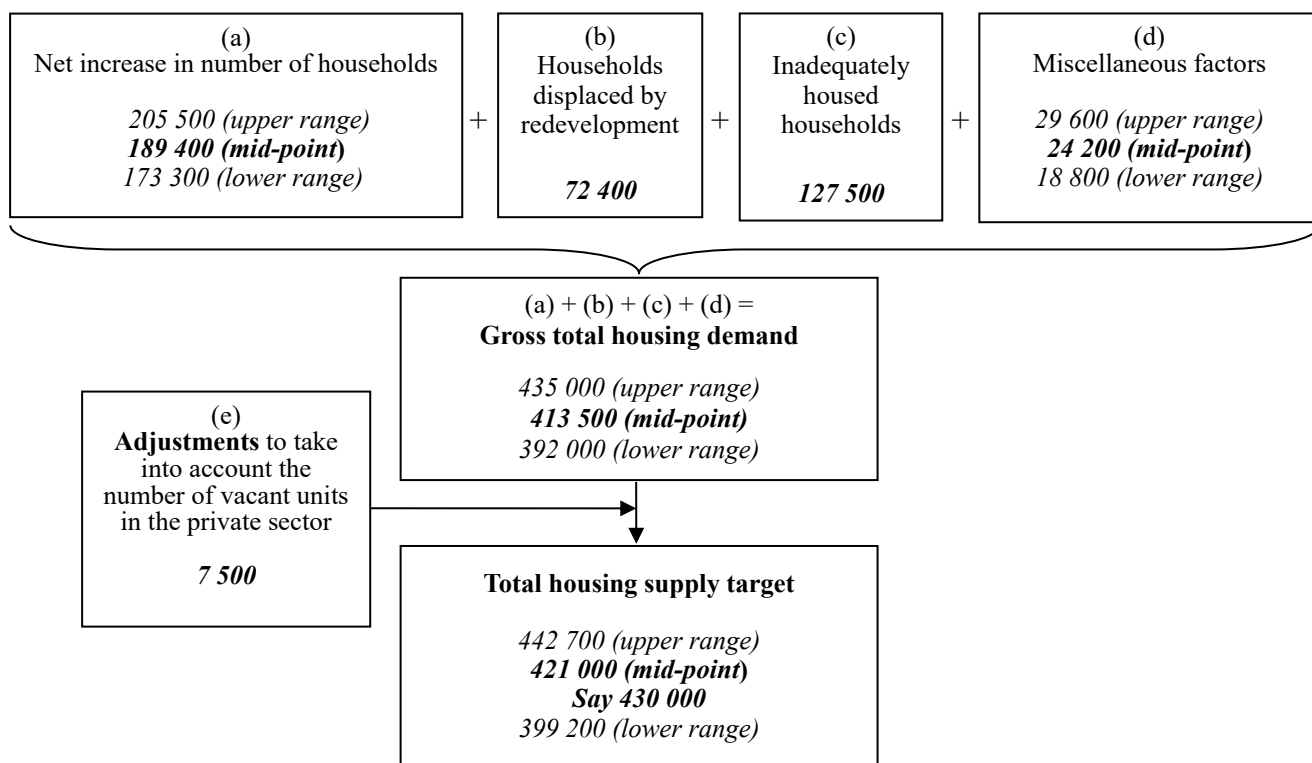 (a)
Net increase in number of households
205 500 (upper range)
189 400 (mid-point)
173 300 (lower range)
+
(b)
Households
displaced by
redevelopment
72 400
+
(c)
Inadequately
housed
households
127 500
+
(d)
Miscellaneous factors
29 600 (upper range)
24 200 (mid-point)
18 800 (lower range)
(a) + (b) + (c) + (d) =
Gross total housing demand
435 000 (upper range)
413 500 (mid-point)
392 000 (lower range)
(e)
Adjustments to take
into account the
number of vacant units
in the private sector
7 500
Total housing supply target
442 700 (upper range)
421 000 (mid-point)
Say 430 000
399 200 (lower range)